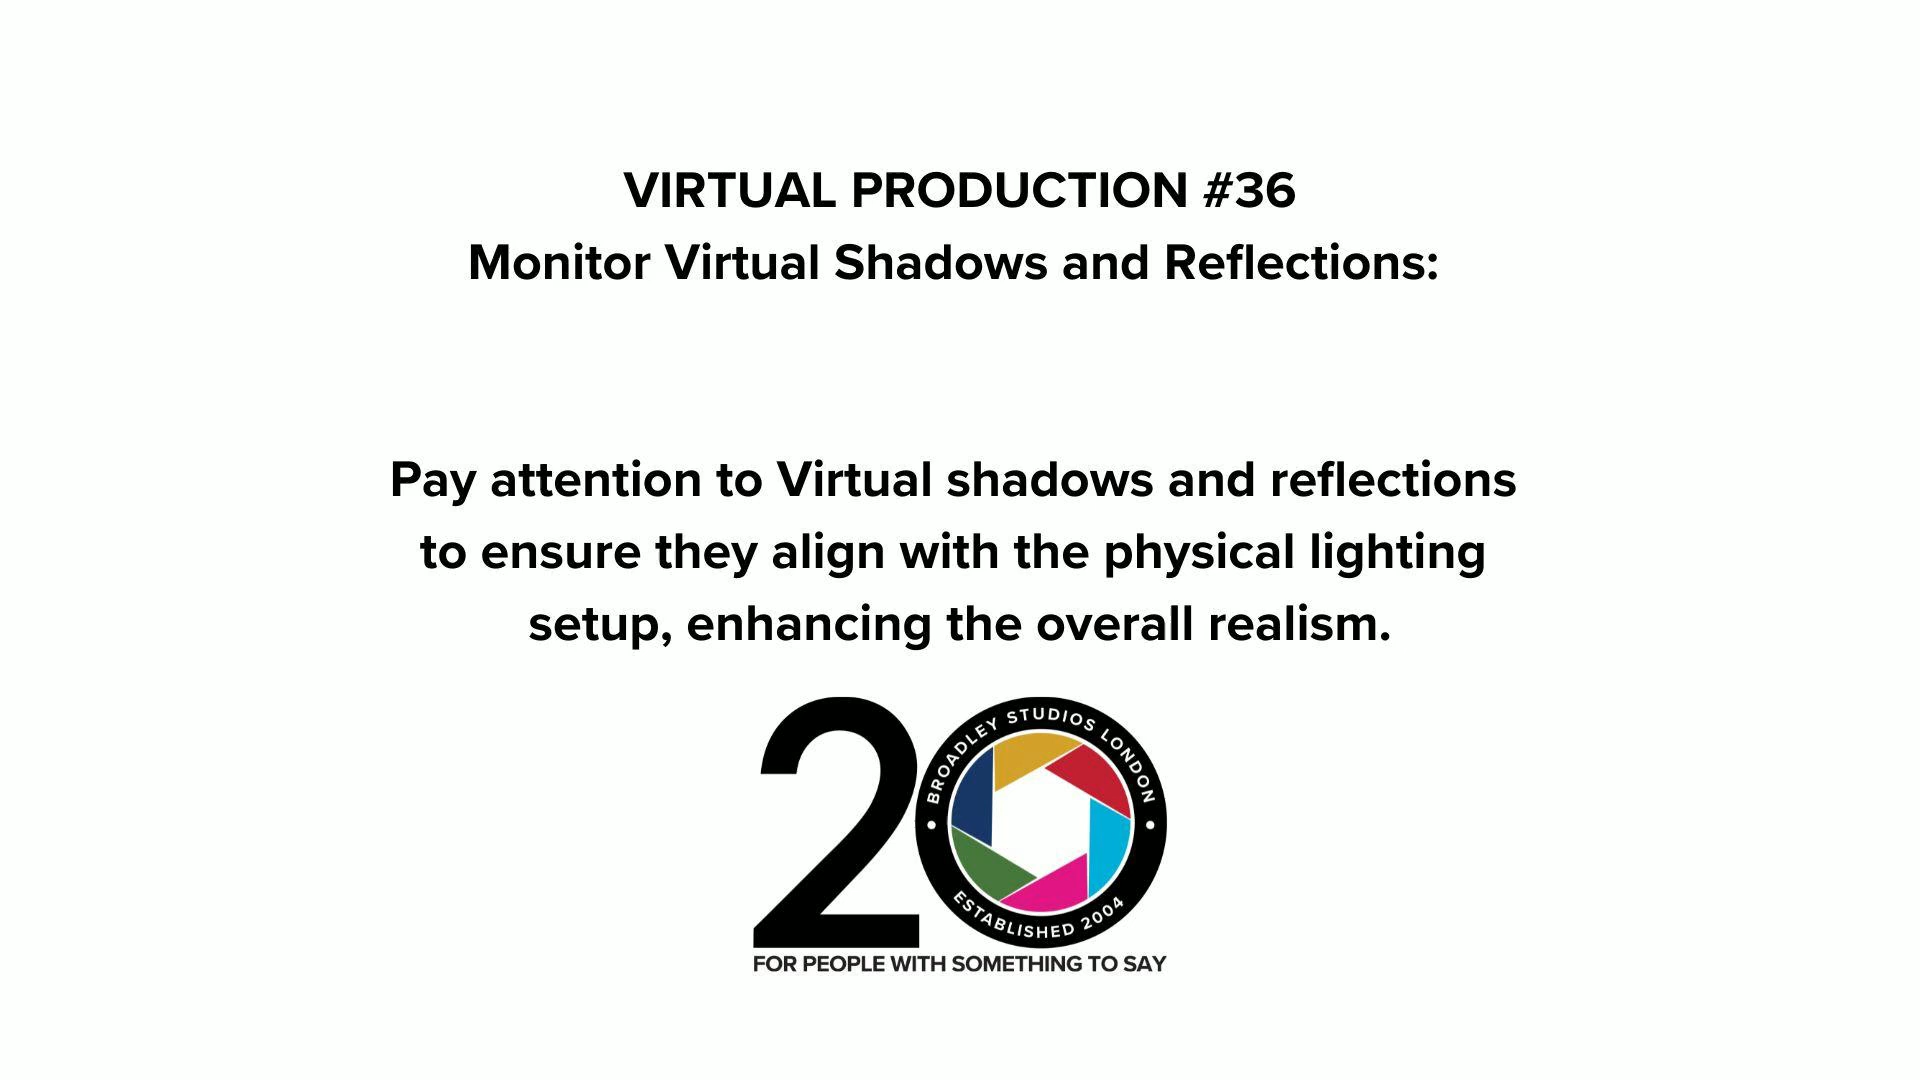 VIRTUAL PRODUCTION #36
Monitor Virtual Shadows and Reflections:
Pay attention to Virtual shadows and reflections
to ensure they align with the physical lighting
setup, enhancing the overall realism.
20
BROADLEY STUDIOS LONDON
ESTABLISHED 2004
FOR PEOPLE WITH SOMETHING TO SAY